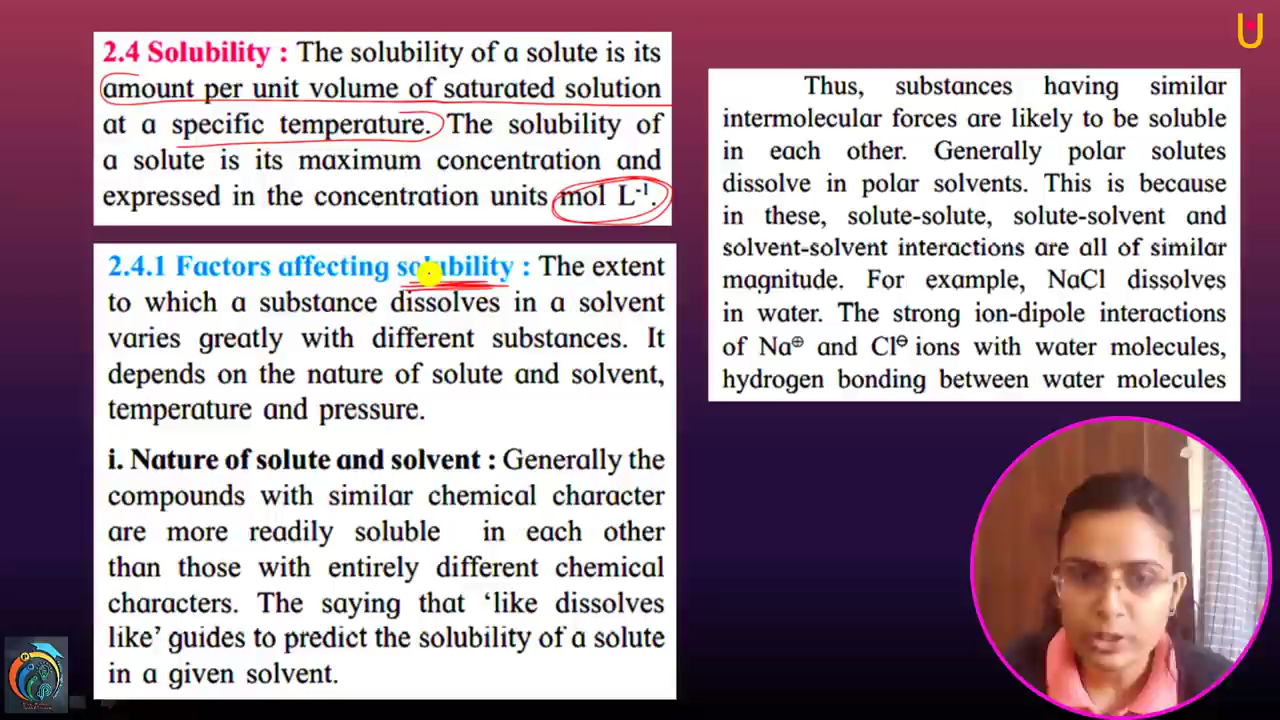 2.4 Solubility : The solubility of a solute is its
amount per unit volume of saturated solution
at a specific temperature. The solubility of
a solute is its maximum concentration and
expressed in the concentration units mol L⁻¹.
2.4.1 Factors affecting solubility : The extent
to which a substance dissolves in a solvent
varies greatly with different substances. It
depends on the nature of solute and solvent,
temperature and pressure.
i. Nature of solute and solvent : Generally the
compounds with similar chemical character
are more readily soluble in each other
than those with entirely different chemical
characters. The saying that ‘like dissolves
like’ guides to predict the solubility of a solute
in a given solvent.
Thus, substances having similar
intermolecular forces are likely to be soluble
in each other. Generally polar solutes
dissolve in polar solvents. This is because
in these, solute-solute, solute-solvent and
solvent-solvent interactions are all of similar
magnitude. For example, NaCl dissolves
in water. The strong ion-dipole interactions
of Na⊕ and Cl⊖ ions with water molecules,
hydrogen bonding between water molecules
U